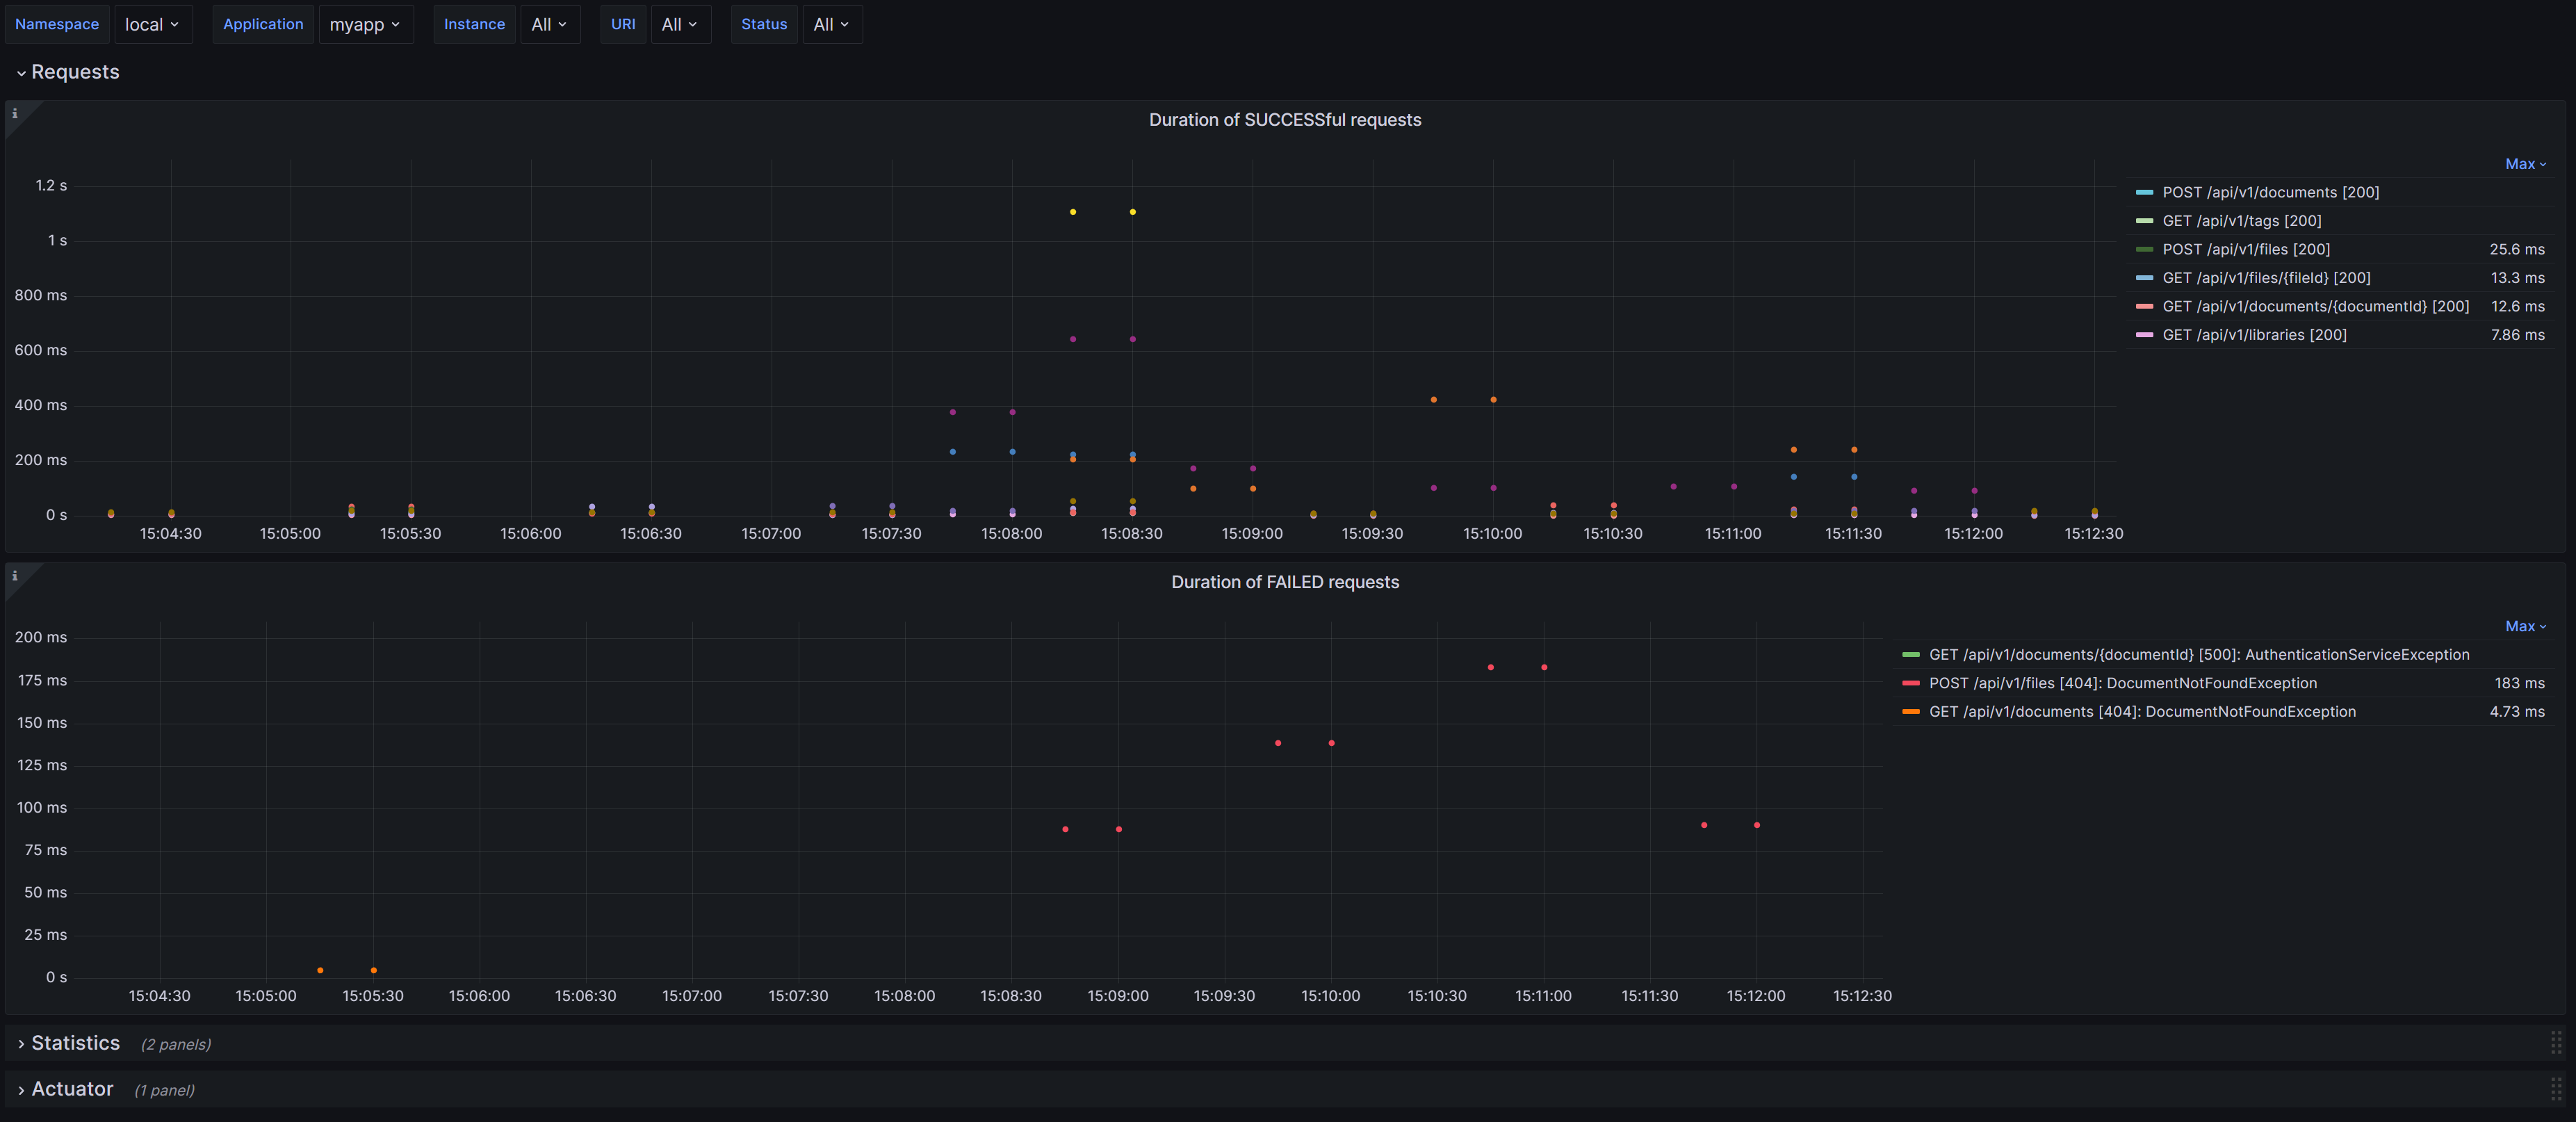 Namespace local Application myapp Instance All URI All Status All
Requests
Duration of SUCCESSful requests
Max
1.2 s
1 s
800 ms
600 ms
400 ms
200 ms
0 s
15:04:30 15:05:00 15:05:30 15:06:00 15:06:30 15:07:00 15:07:30 15:08:00 15:08:30 15:09:00 15:09:30 15:10:00 15:10:30 15:11:00 15:11:30 15:12:00 15:12:30
POST /api/v1/documents [200]
GET /api/v1/tags [200]
POST /api/v1/files [200] 25.6 ms
GET /api/v1/files/{fileId} [200] 13.3 ms
GET /api/v1/documents/{documentId} [200] 12.6 ms
GET /api/v1/libraries [200] 7.86 ms
Duration of FAILED requests
Max
200 ms
175 ms
150 ms
125 ms
100 ms
75 ms
50 ms
25 ms
0 s
15:04:30 15:05:00 15:05:30 15:06:00 15:06:30 15:07:00 15:07:30 15:08:00 15:08:30 15:09:00 15:09:30 15:10:00 15:10:30 15:11:00 15:11:30 15:12:00 15:12:30
GET /api/v1/documents/{documentId} [500]: AuthenticationServiceException
POST /api/v1/files [404]: DocumentNotFoundException 183 ms
GET /api/v1/documents [404]: DocumentNotFoundException 4.73 ms
Statistics (2 panels)
Actuator (1 panel)